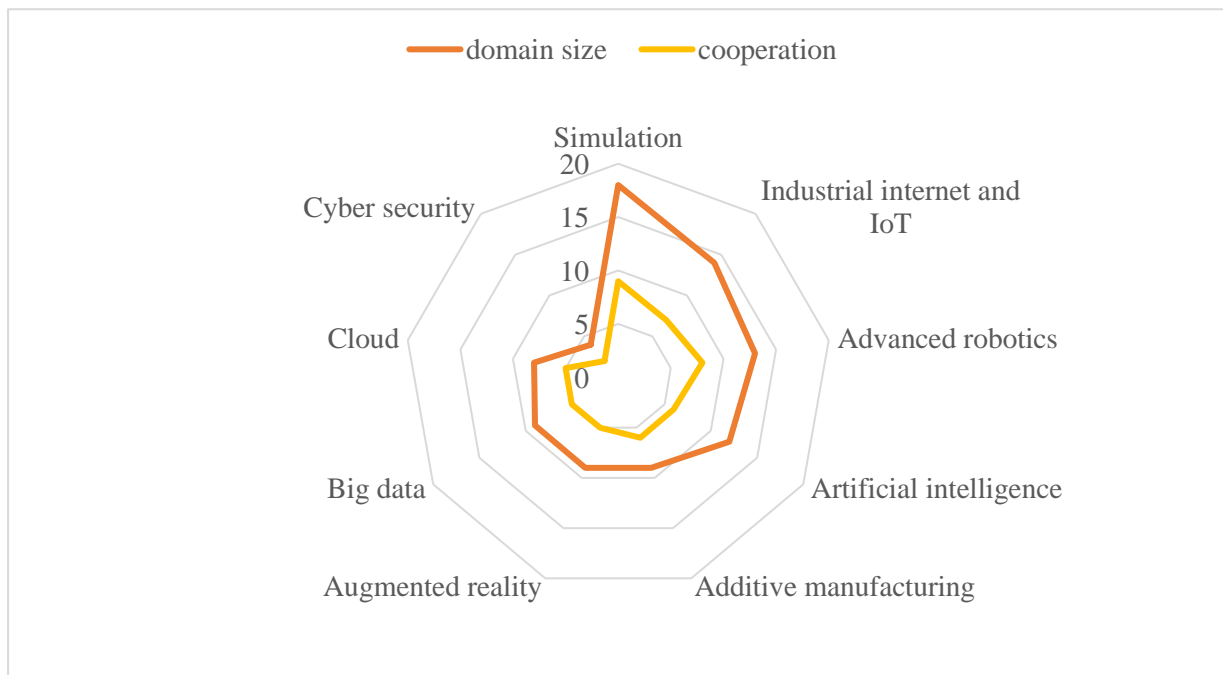 domain size
cooperation
Simulation
20
Industrial internet and
IoT
Cyber security
15
10
5
Cloud
Advanced robotics
0
Big data
Artificial intelligence
Augmented reality
Additive manufacturing